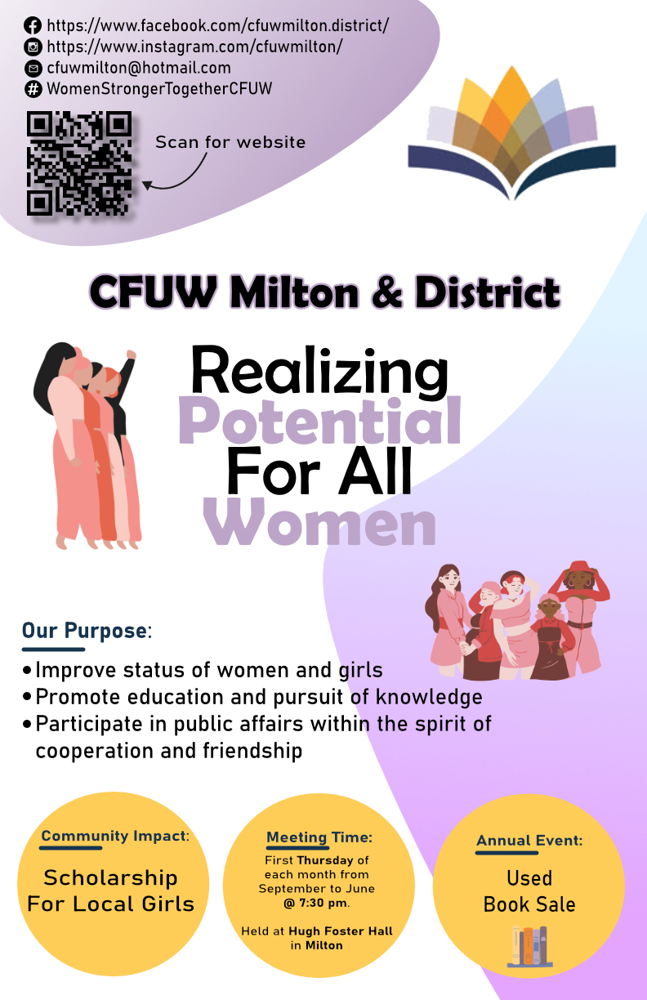 https://www.facebook.com/cfuwmilton.district/
https://www.instagram.com/cfuwmilton/
cfuwmilton@hotmail.com
# WomenStrongerTogetherCFUW
Scan for website
CFUW Milton & District
Realizing
Potential
For All
Women
Our Purpose:
• Improve status of women and girls
• Promote education and pursuit of knowledge
• Participate in public affairs within the spirit of
cooperation and friendship
Community Impact:
Scholarship
For Local Girls
Meeting Time:
First Thursday of
each month from
September to June
@ 7:30 pm.
Held at Hugh Foster Hall
in Milton
Annual Event:
Used
Book Sale